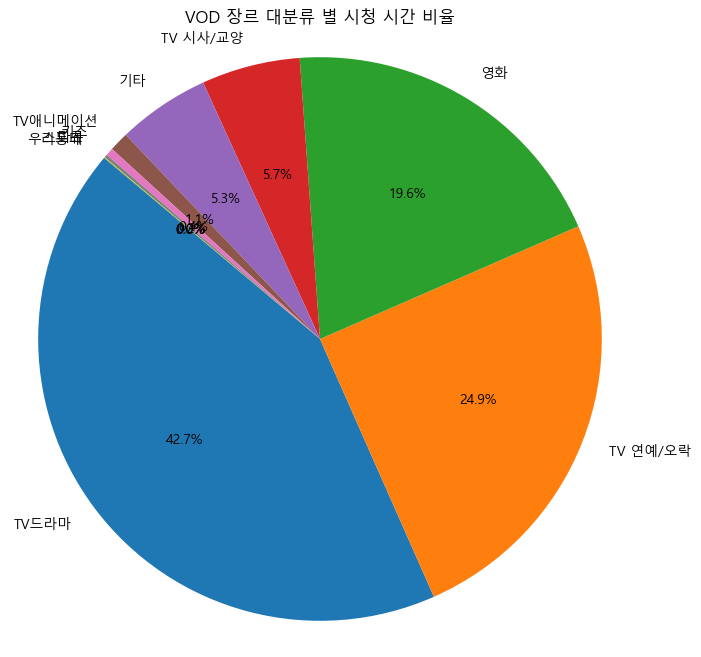 VOD 장르 대분류 별 시청 시간 비율
TV 시사/교양
영화
기타
TV애니메이션
키즈
5.7%
19.6%
5.3%
1.1%
24.9%
42.7%
TV 연예/오락
TV드라마